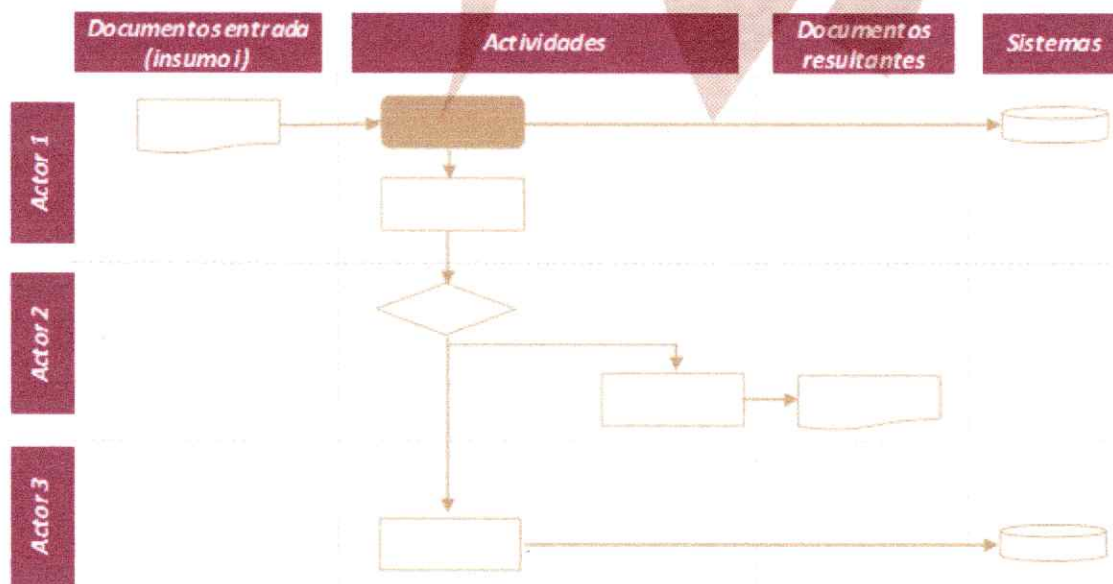 Documentos entrada
(insumo i)
Actividades
Documentos
resultantes
Sistemas
Actor 1
Actor 2
Actor 3